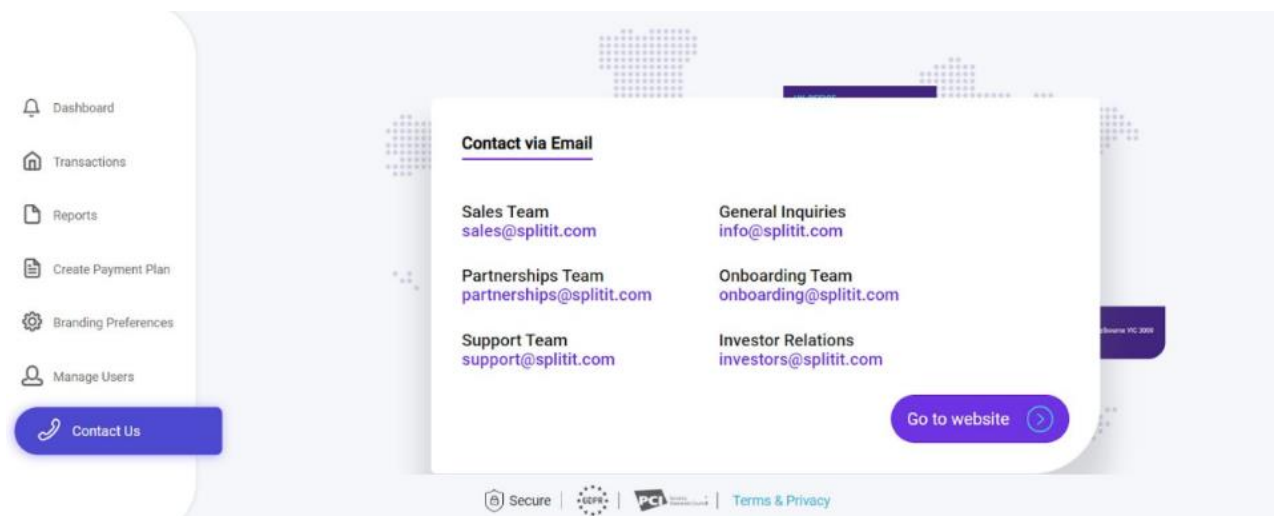 Dashboard
Transactions
Reports
Create Payment Plan
Branding Preferences
Manage Users
Contact Us
Contact via Email
Sales Team
sales@splitit.com
General Inquiries
info@splitit.com
Partnerships Team
partnerships@splitit.com
Onboarding Team
onboarding@splitit.com
Support Team
support@splitit.com
Investor Relations
investors@splitit.com
VIC 3000
Go to website
Secure
GDPR
PCI
Terms & Privacy